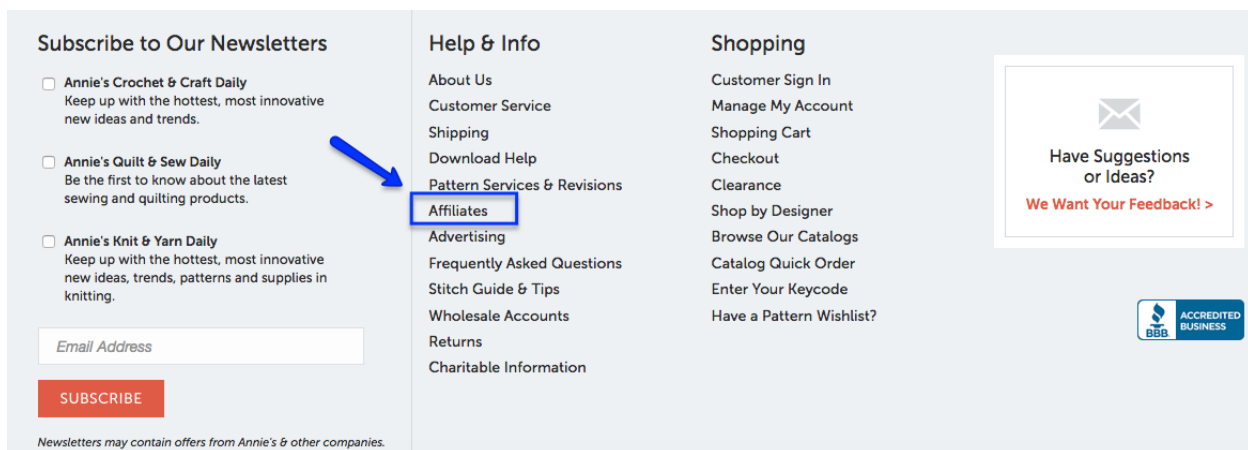 Subscribe to Our Newsletters
Annie's Crochet & Craft Daily
Keep up with the hottest, most innovative
new ideas and trends.
Annie's Quilt & Sew Daily
Be the first to know about the latest
sewing and quilting products.
Annie's Knit & Yarn Daily
Keep up with the hottest, most innovative
new ideas, trends, patterns and supplies in
knitting.
Email Address
SUBSCRIBE
Newsletters may contain offers from Annie's & other companies.
Help & Info
About Us
Customer Service
Shipping
Download Help
Pattern Services & Revisions
Affiliates
Advertising
Frequently Asked Questions
Stitch Guide & Tips
Wholesale Accounts
Returns
Charitable Information
Shopping
Customer Sign In
Manage My Account
Shopping Cart
Checkout
Clearance
Shop by Designer
Browse Our Catalogs
Catalog Quick Order
Enter Your Keycode
Have a Pattern Wishlist?
Have Suggestions
or Ideas?
We Want Your Feedback! >
BBB.
ACCREDITED
BUSINESS